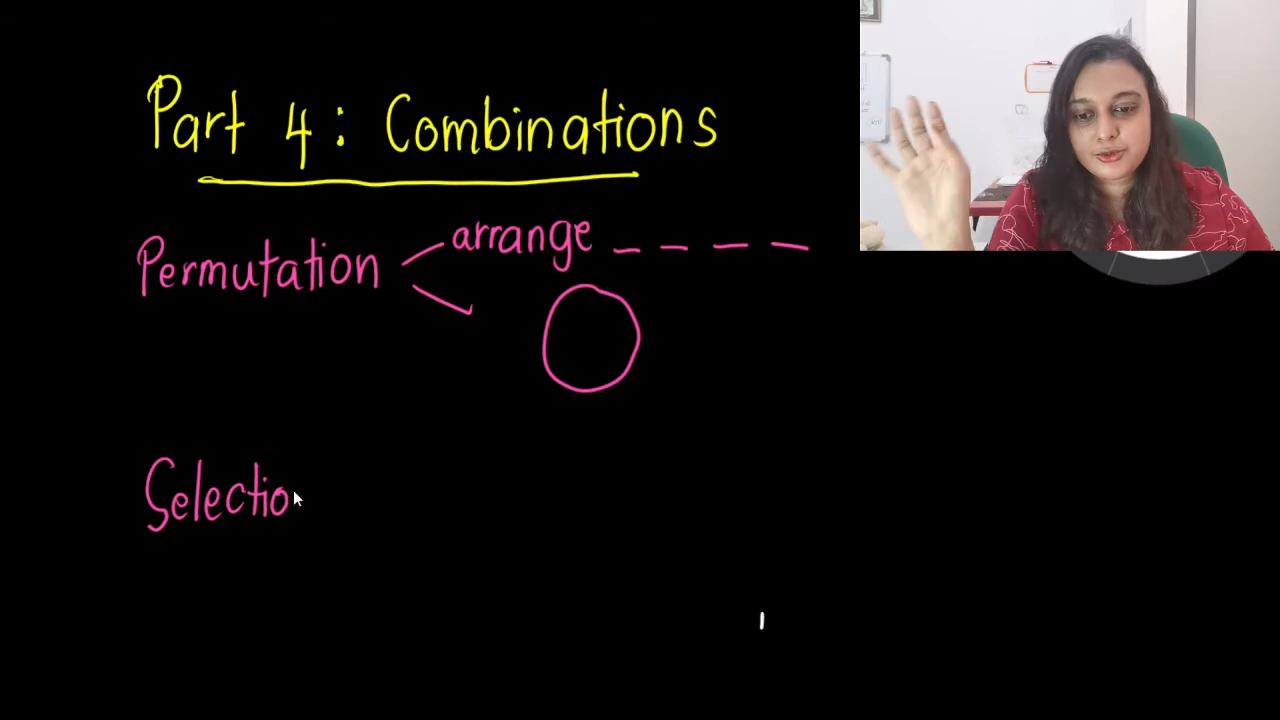 Part 4: Combinations
Permutation
arrange _ _ _ _
Selectio